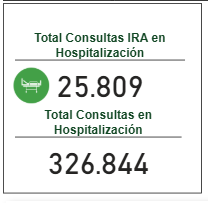 Total Consultas IRA en
Hospitalización
25.809
Total Consultas en
Hospitalización
326.844